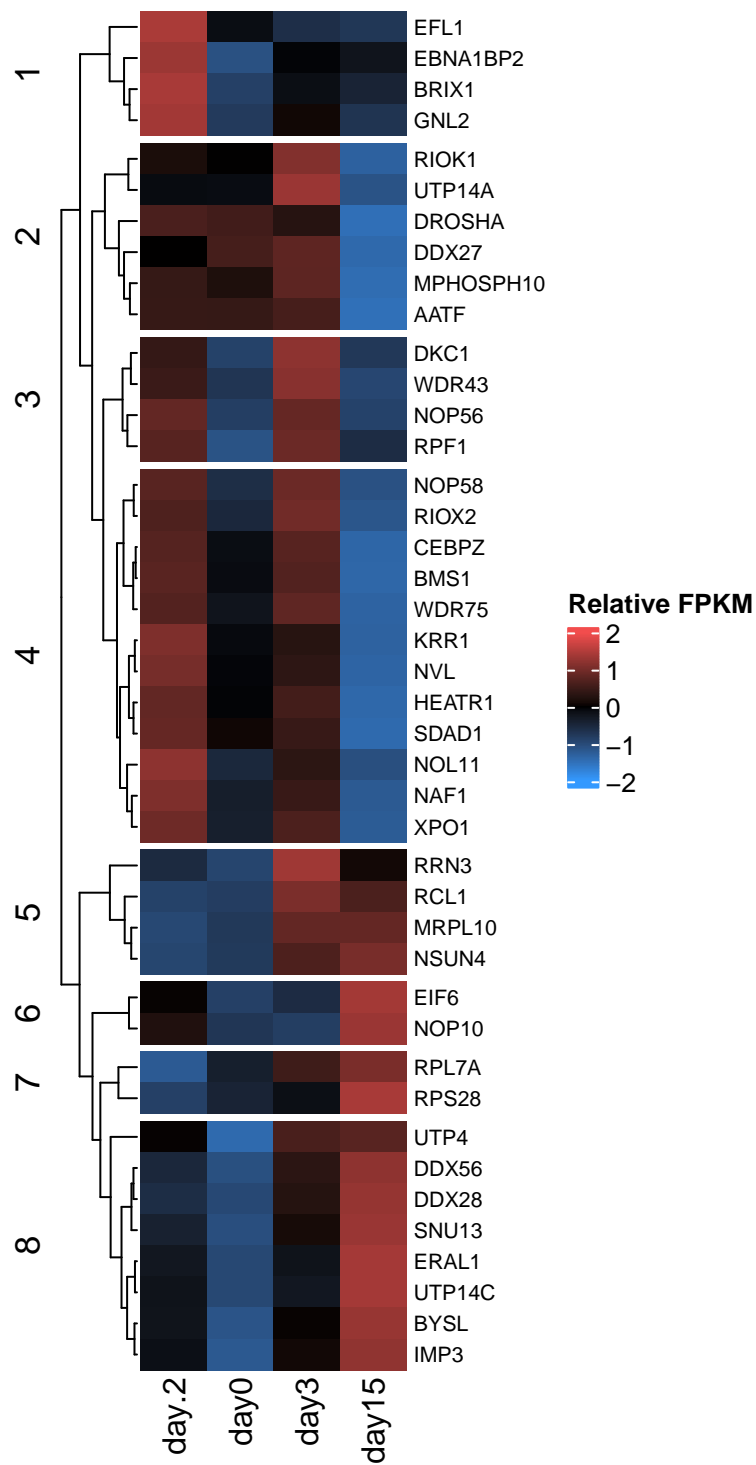 1
EFL1
EBNA1BP2
BRIX1
GNL2
2
RIOK1
UTP14A
DROSHA
DDX27
MPHOSPH10
AATF
3
DKC1
WDR43
NOP56
RPF1
4
NOP58
RIOX2
CEBPZ
BMS1
WDR75
KRR1
NVL
HEATR1
SDAD1
NOL11
NAF1
XPO1
5
RRN3
RCL1
MRPL10
NSUN4
6
EIF6
NOP10
7
RPL7A
RPS28
8
UTP4
DDX56
DDX28
SNU13
ERAL1
UTP14C
BYSL
IMP3
day.2 day0 day3 day15
Relative FPKM
2
1
0
−1
−2